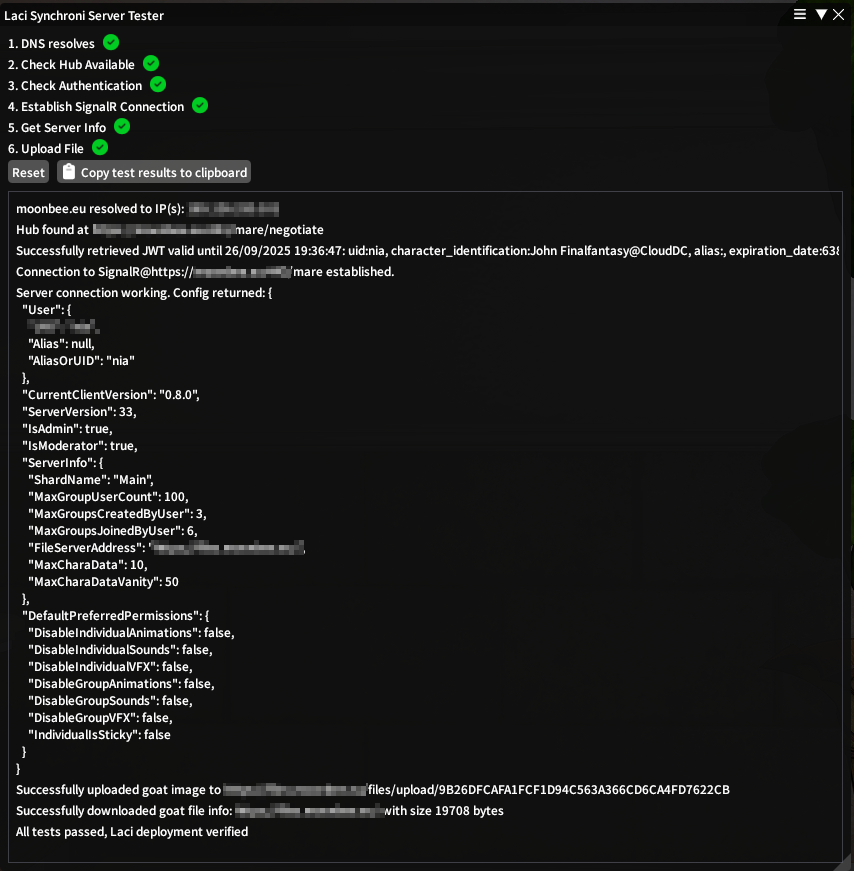 Laci Synchroni Server Tester
1. DNS resolves
2. Check Hub Available
3. Check Authentication
4. Establish SignalR Connection
5. Get Server Info
6. Upload File
Reset Copy test results to clipboard
moonbee.eu resolved to IP(s):
Hub found at mare/negotiate
Successfully retrieved JWT valid until 26/09/2025 19:36:47: uid:nia, character_identification:John Finalfantasy@CloudDC, alias:, expiration_date:638
Connection to SignalR@https:// /mare established.
Server connection working. Config returned: {
"User": {
"Alias": null,
"AliasOrUID": "nia"
},
"CurrentClientVersion": "0.8.0",
"ServerVersion": 33,
"IsAdmin": true,
"IsModerator": true,
"ServerInfo": {
"ShardName": "Main",
"MaxGroupUserCount": 100,
"MaxGroupsCreatedByUser": 3,
"MaxGroupsJoinedByUser": 6,
"FileServerAddress": "
"MaxCharaData": 10,
"MaxCharaDataVanity": 50
},
"DefaultPreferredPermissions": {
"DisableIndividualAnimations": false,
"DisableIndividualSounds": false,
"DisableIndividualVFX": false,
"DisableGroupAnimations": false,
"DisableGroupSounds": false,
"DisableGroupVFX": false,
"IndividualIsSticky": false
}
}
Successfully uploaded goat image to /files/upload/9B26DFCAFA1FCF1D94C563A366CD6CA4FD7622CB
Successfully downloaded goat file info: with size 19708 bytes
All tests passed, Laci deployment verified